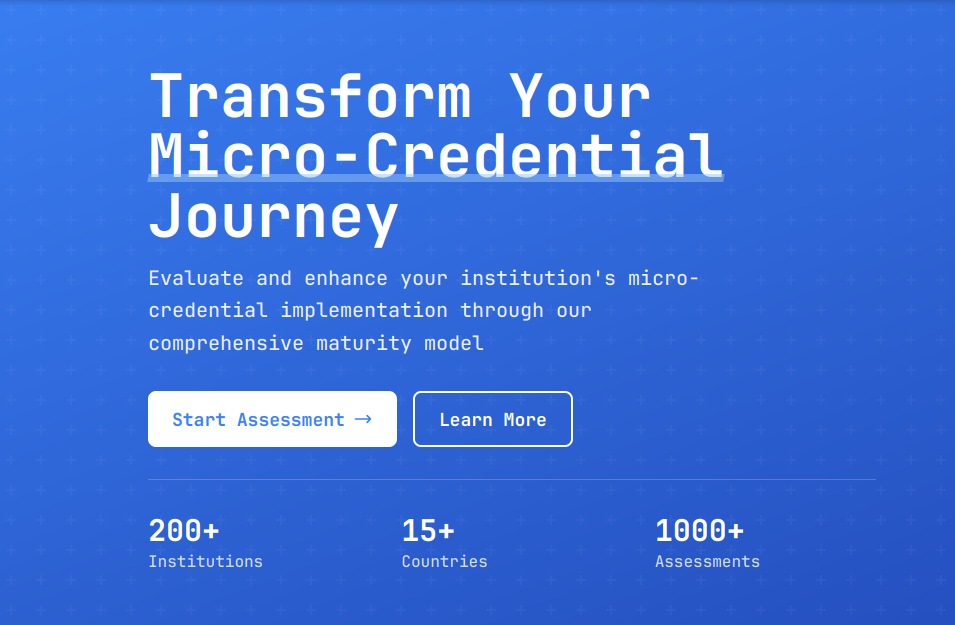 Transform Your
Micro-Credential
Journey
Evaluate and enhance your institution's micro-
credential implementation through our
comprehensive maturity model
Start Assessment →
Learn More
200+
15+
1000+
Institutions
Countries
Assessments